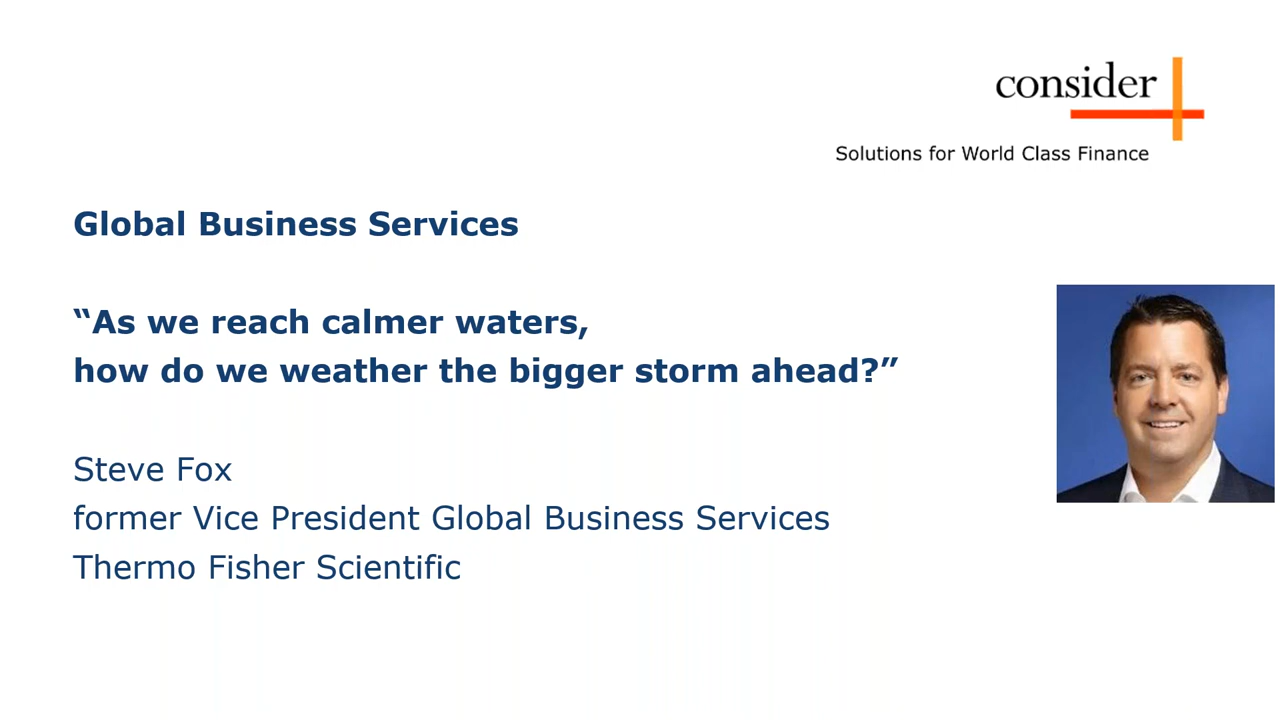 consider
Solutions for World Class Finance
Global Business Services
“As we reach calmer waters,
how do we weather the bigger storm ahead?”
Steve Fox
former Vice President Global Business Services
Thermo Fisher Scientific